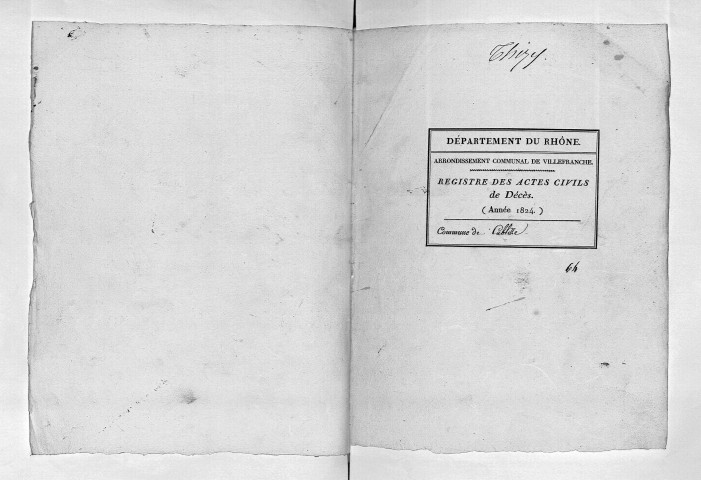 Thizy.
DÉPARTEMENT DU RHÔNE.
ARRONDISSEMENT COMMUNAL DE VILLEFRANCHE.
REGISTRE DES ACTES CIVILS
de Décès.
( Année 1824. )
Commune de Cublize
64